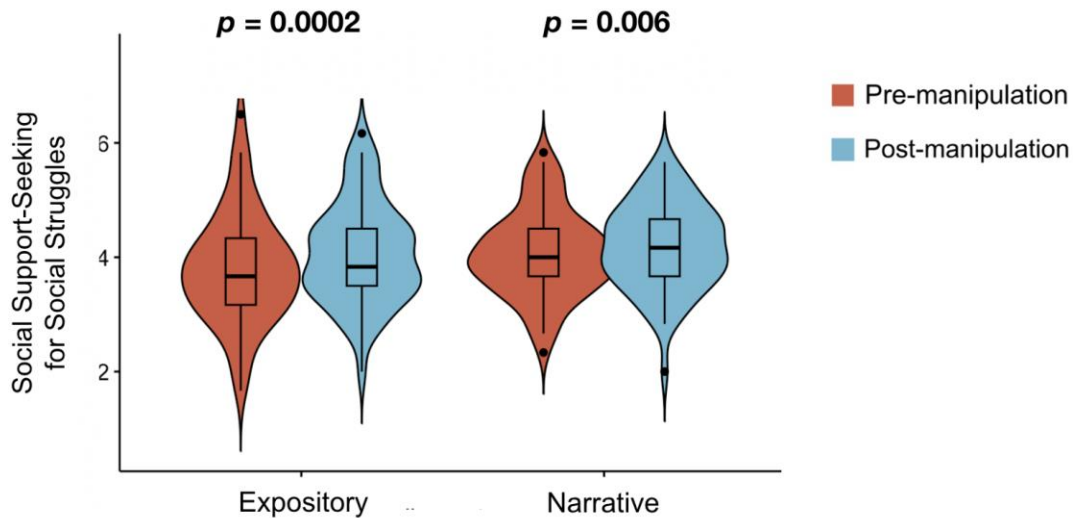 p = 0.0002
p = 0.006
Social Support-Seeking
for Social Struggles
6
4
2
Expository
Narrative
Pre-manipulation
Post-manipulation